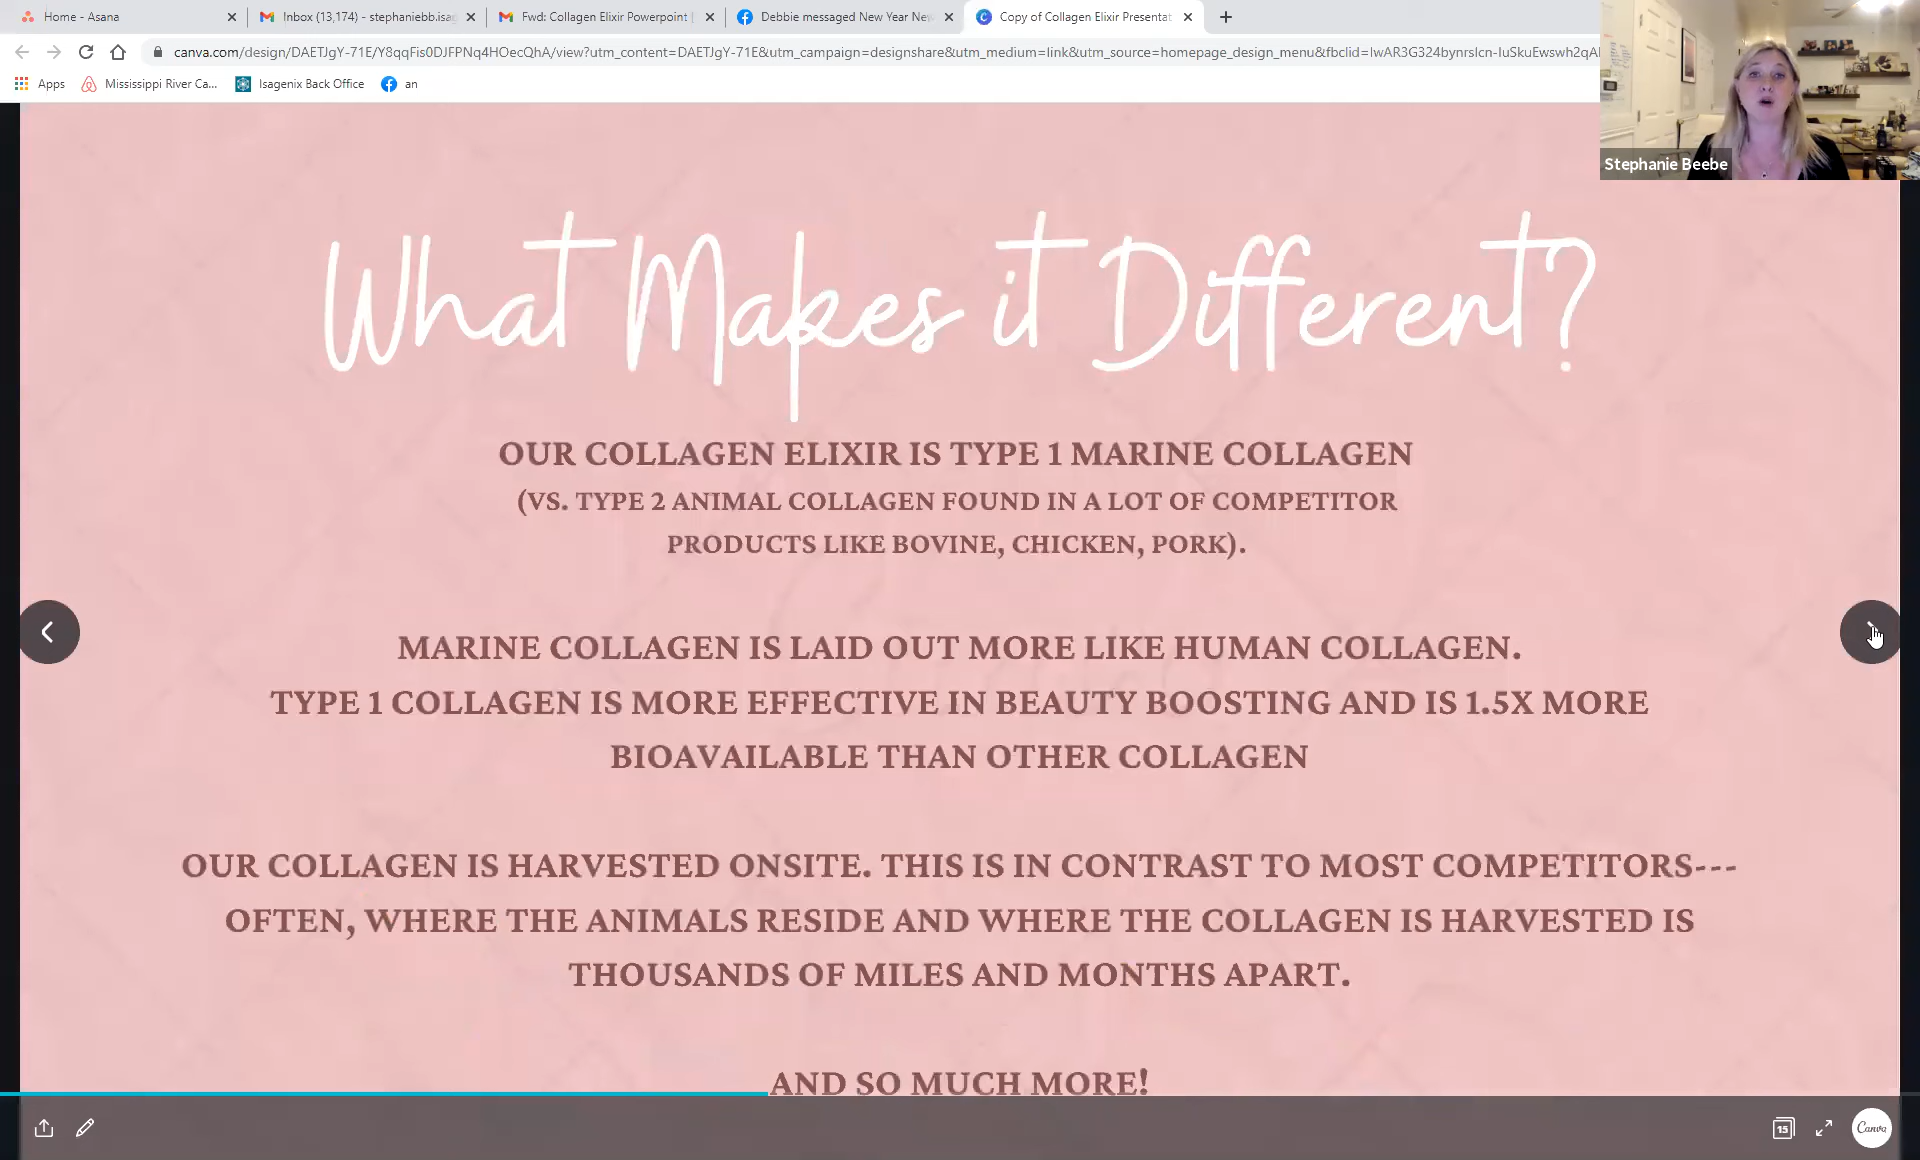 Home - Asana
Inbox (13,174) - stephaniebb.isag
Fwd: Collagen Elixir Powerpoint |
Debbie messaged New Year New
Copy of Collagen Elixir Presentat
canva.com/design/DAETJgY-71E/Y8qqFis0DJFPNq4HOecQhA/view?utm_content=DAETJgY-71E&utm_campaign=designshare&utm_medium=link&utm_source=homepage_design_menu&fbclid=IwAR3G324bynrslcn-IuSkuEwswh2qAl
Apps
Mississippi River Ca...
Isagenix Back Office
an
Stephanie Beebe
What Makes it Different?
OUR COLLAGEN ELIXIR IS TYPE 1 MARINE COLLAGEN
(VS. TYPE 2 ANIMAL COLLAGEN FOUND IN A LOT OF COMPETITOR
PRODUCTS LIKE BOVINE, CHICKEN, PORK).
MARINE COLLAGEN IS LAID OUT MORE LIKE HUMAN COLLAGEN.
TYPE 1 COLLAGEN IS MORE EFFECTIVE IN BEAUTY BOOSTING AND IS 1.5X MORE
BIOAVAILABLE THAN OTHER COLLAGEN
OUR COLLAGEN IS HARVESTED ONSITE. THIS IS IN CONTRAST TO MOST COMPETITORS---
OFTEN, WHERE THE ANIMALS RESIDE AND WHERE THE COLLAGEN IS HARVESTED IS
THOUSANDS OF MILES AND MONTHS APART.
AND SO MUCH MORE!
15
Canva